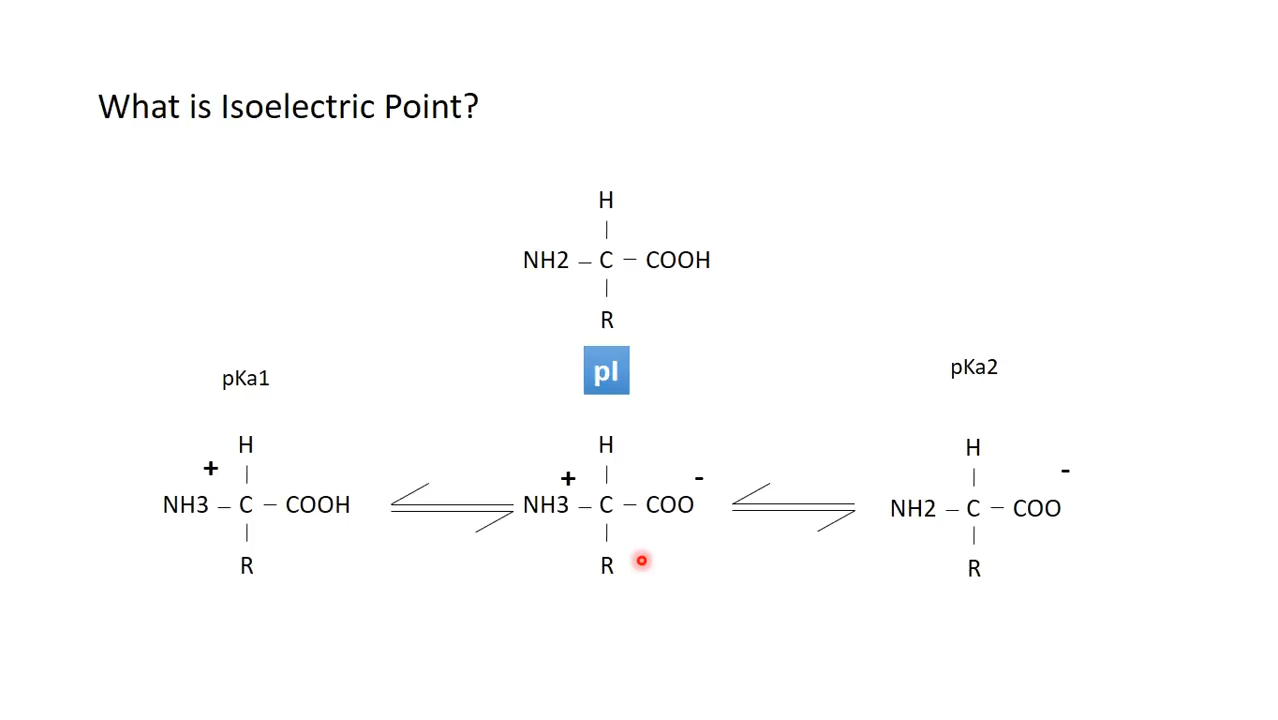 What is Isoelectric Point?
H
|
NH2 – C – COOH
|
R
pI
pKa1
pKa2
H
+
|
NH3 – C – COOH
|
R
H
+ -
|
NH3 – C – COO
|
R
H
-
|
NH2 – C – COO
|
R